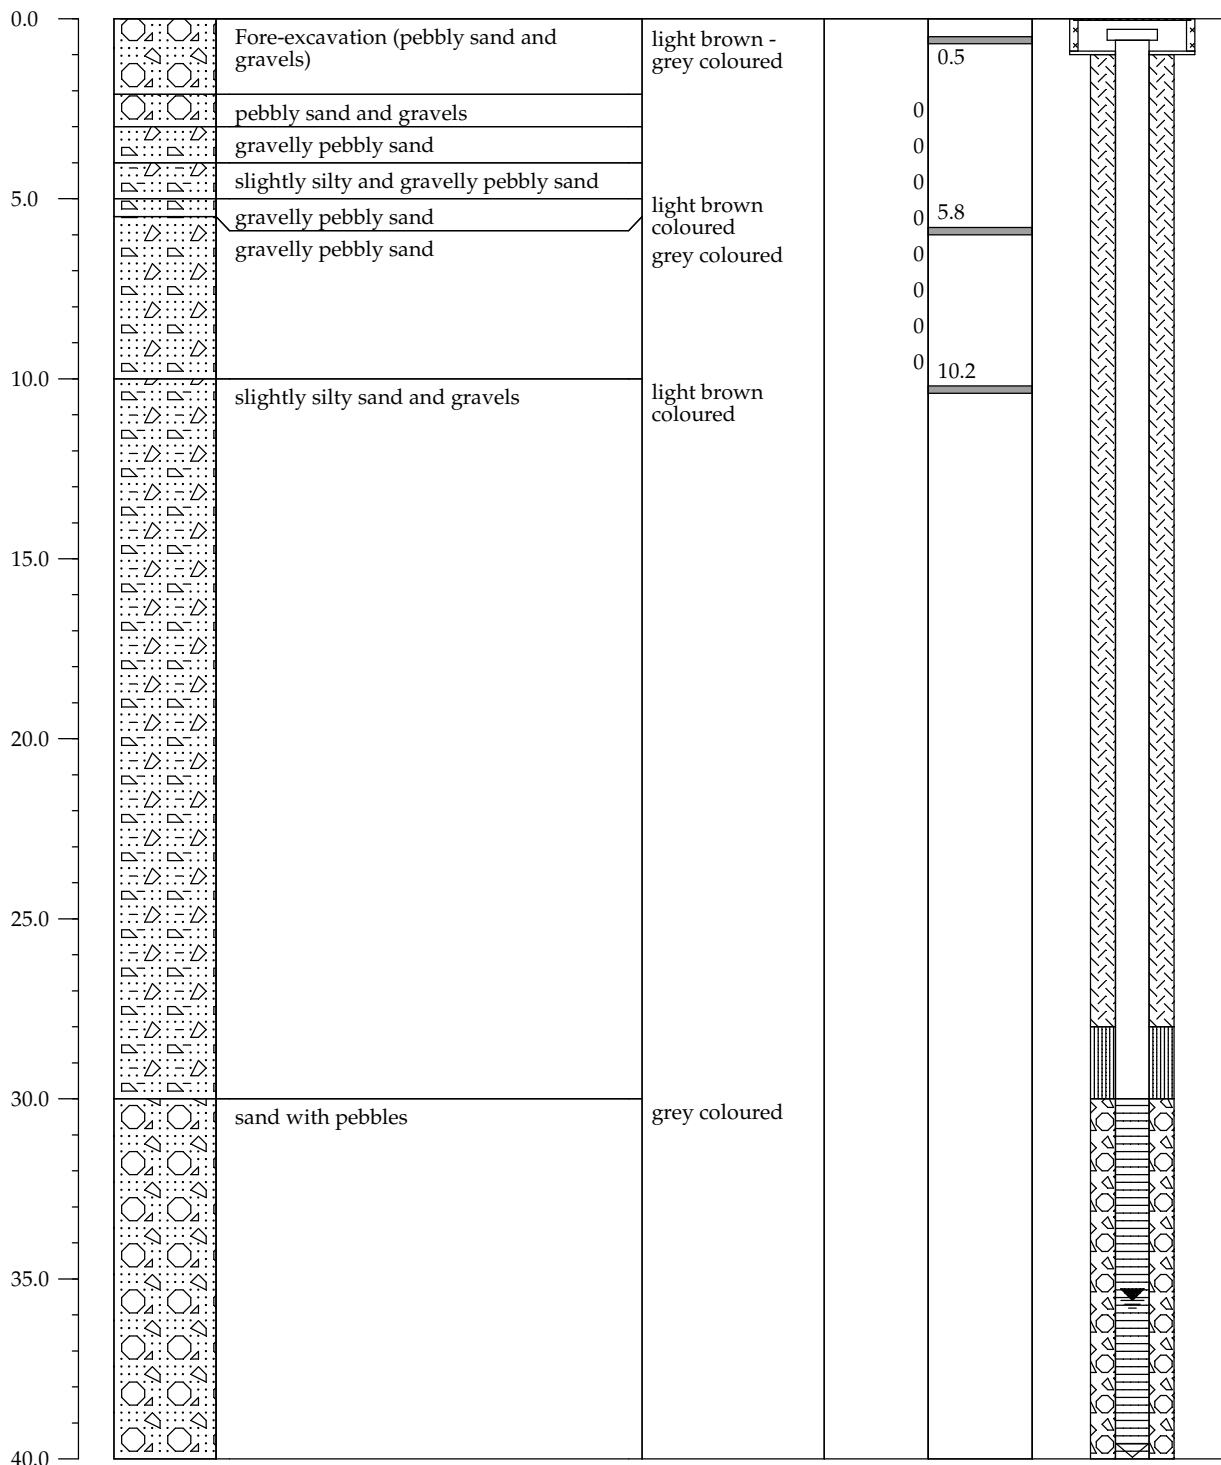 0.0
Fore-excavation (pebbly sand and
gravels)
light brown -
grey coloured
0.5
pebbly sand and gravels
0
gravelly pebbly sand
0
slightly silty and gravelly pebbly sand
0
5.0
light brown
coloured
gravelly pebbly sand
0
5.8
gravelly pebbly sand
grey coloured
0
0
0
0
10.2
10.0
slightly silty sand and gravels
light brown
coloured
15.0
20.0
25.0
30.0
sand with pebbles
grey coloured
35.0
40.0